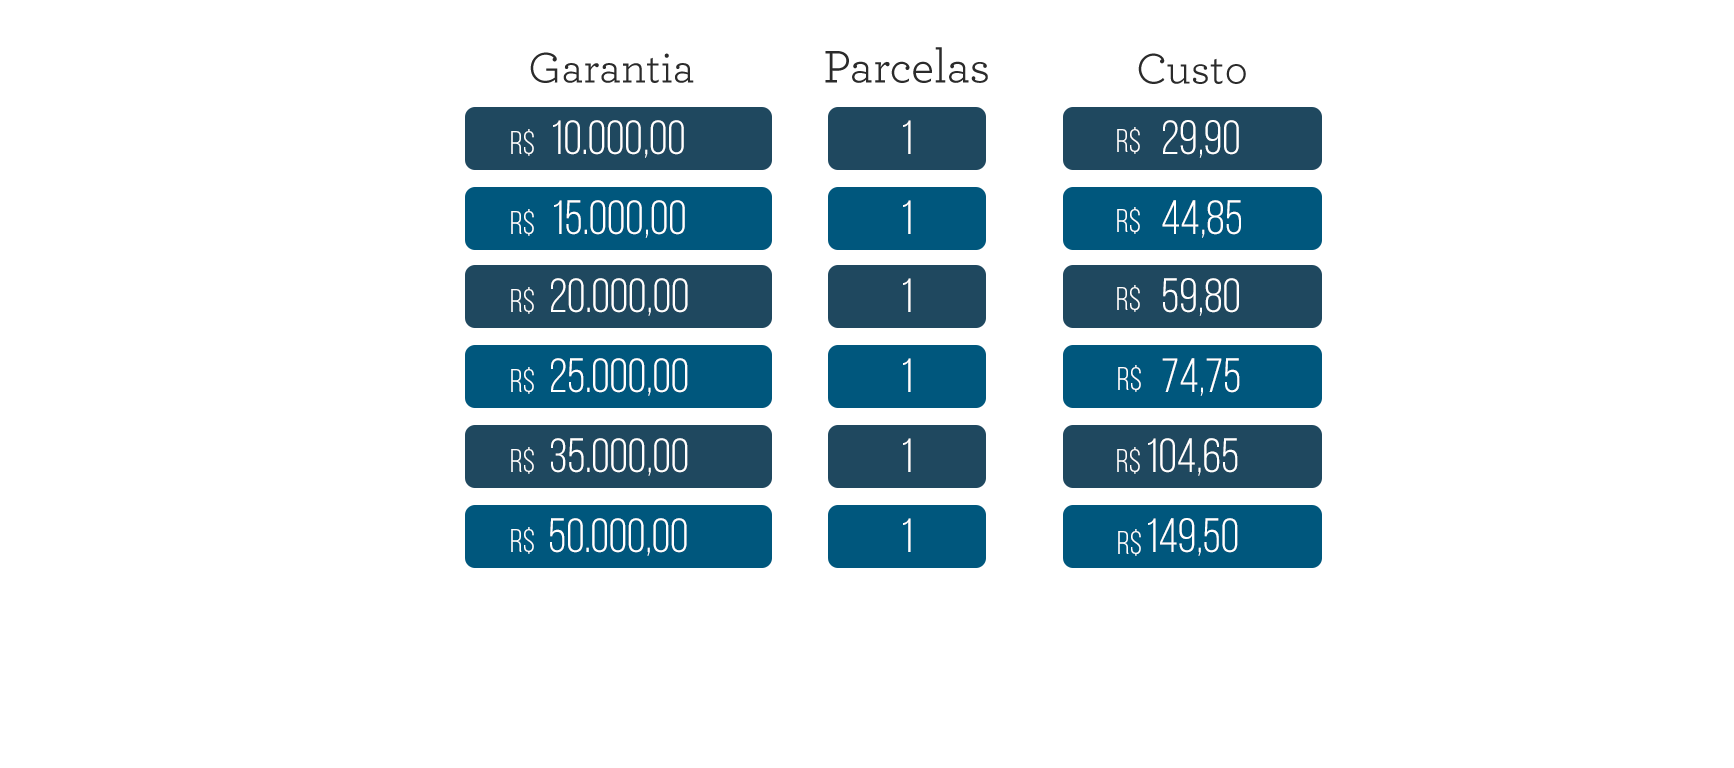 Garantia Parcelas Custo
R$ 10.000,00 1 R$ 29,90
R$ 15.000,00 1 R$ 44,85
R$ 20.000,00 1 R$ 59,80
R$ 25.000,00 1 R$ 74,75
R$ 35.000,00 1 R$ 104,65
R$ 50.000,00 1 R$ 149,50